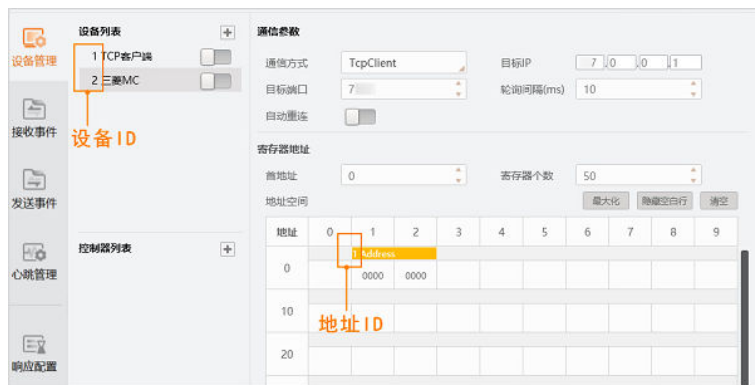 设备管理
接收事件
发送事件
心跳管理
响应配置
设备列表 +
1 TCP客户端
2 三菱MC
设备ID
控制器列表 +
通信参数
通信方式 TcpClient 目标IP 7 .0 .0 .1
目标端口 7 轮询间隔(ms) 10
自动重连
寄存器地址
首地址 0 寄存器个数 50
地址空间 最大化 隐藏空白行 清空
地址 0 1 2 3 4 5 6 7 8 9
1 Address
0 0000 0000
地址ID
10
20